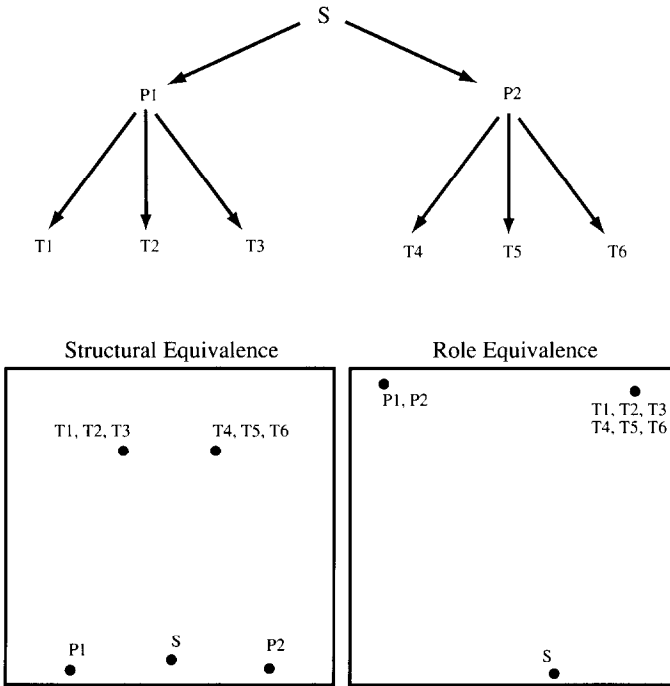 S
P1 P2
T1 T2 T3 T4 T5 T6
Structural Equivalence
T1, T2, T3 T4, T5, T6
P1 S P2
Role Equivalence
P1, P2
T1, T2, T3
T4, T5, T6
S